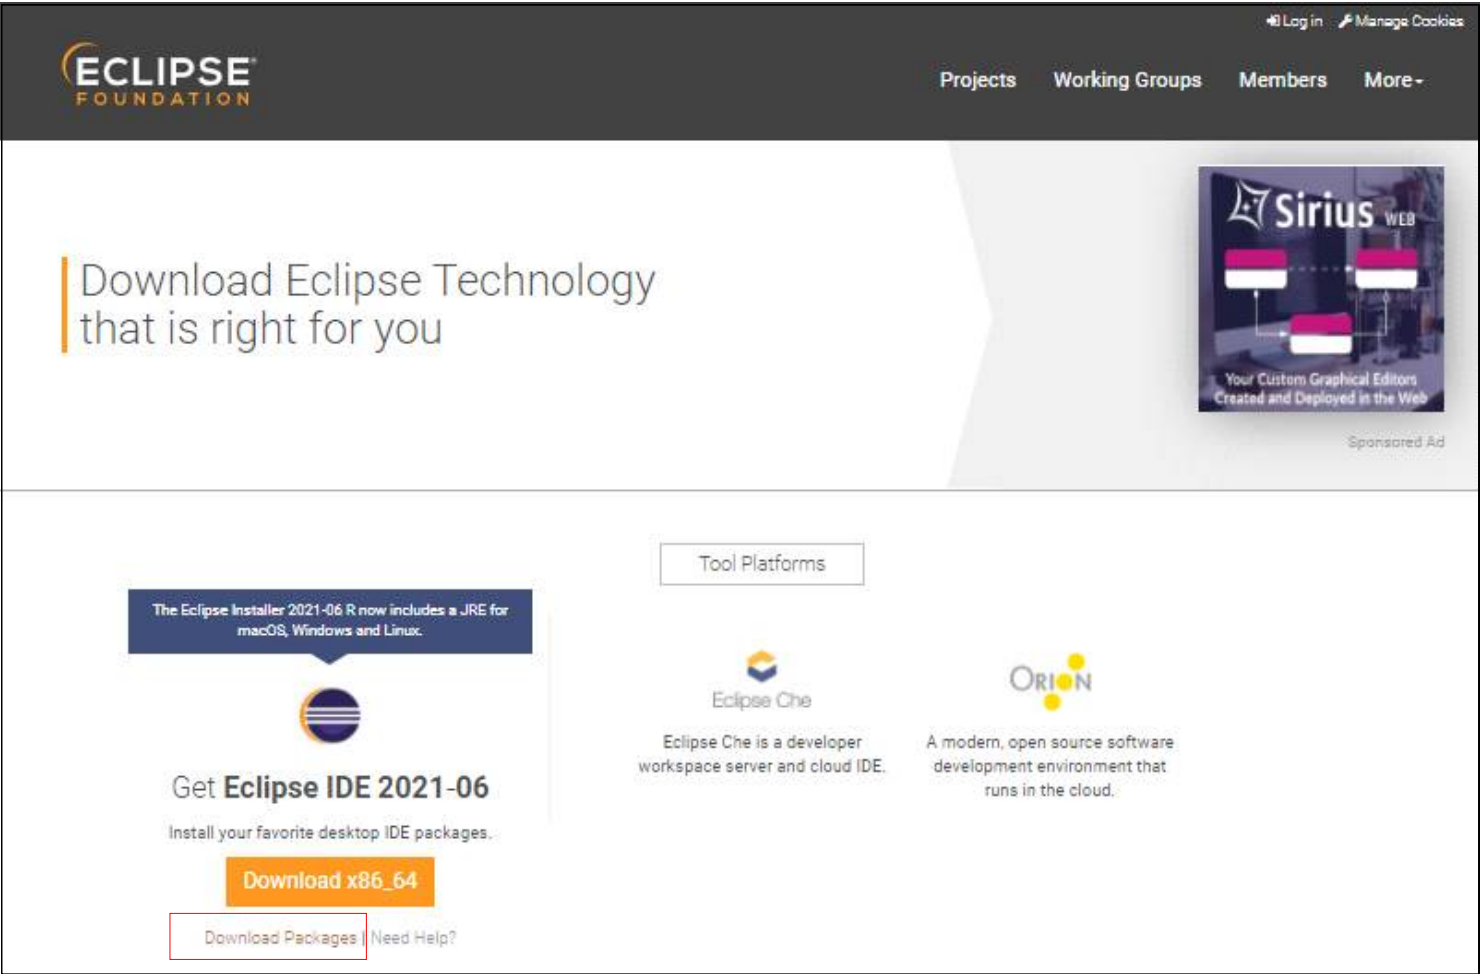 Log in Manage Cookies
ECLIPSE
FOUNDATION
Projects Working Groups Members More
Sirius WEB
Your Custom Graphical Editors
Created and Deployed in the Web
Sponsored Ad
Download Eclipse Technology
that is right for you
Tool Platforms
The Eclipse Installer 2021-06 R now includes a JRE for
macOS, Windows and Linux.
Get Eclipse IDE 2021-06
Install your favorite desktop IDE packages.
Download x86_64
Download Packages | Need Help?
Eclipse Che
Eclipse Che is a developer
workspace server and cloud IDE.
ORION
A modern, open source software
development environment that
runs in the cloud.